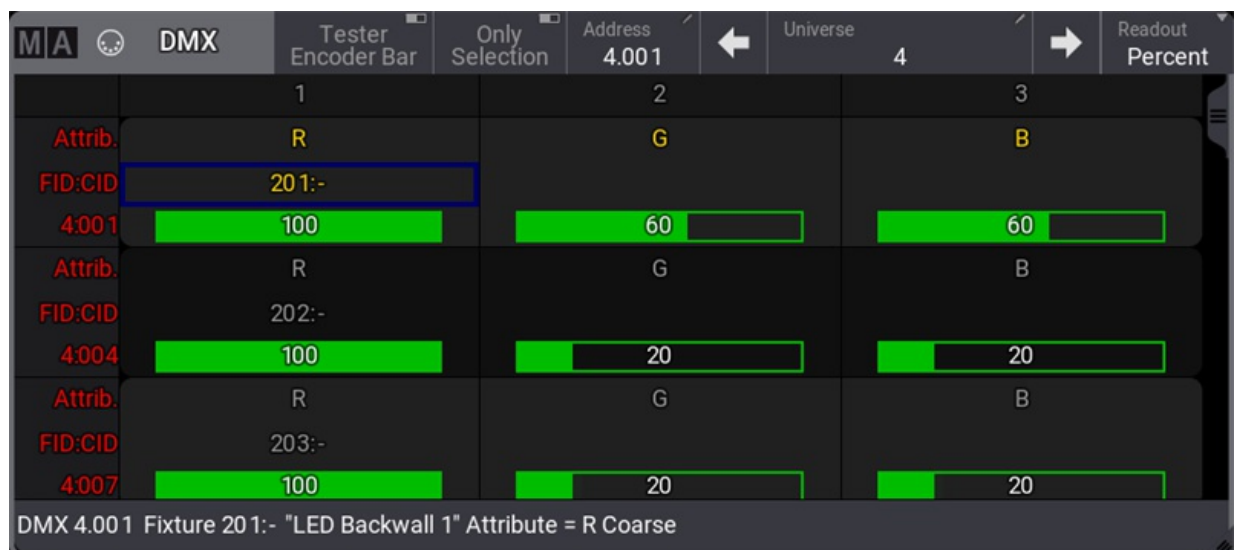 MA DMX Tester Encoder Bar Only Selection Address 4.001 Universe 4 Readout Percent
1 2 3
Attrib. R G B
FID:CID 201:-
4:001 100 60 60
Attrib. R G B
FID:CID 202:-
4:004 100 20 20
Attrib. R G B
FID:CID 203:-
4:007 100 20 20
DMX 4.001 Fixture 201:- "LED Backwall 1" Attribute = R Coarse